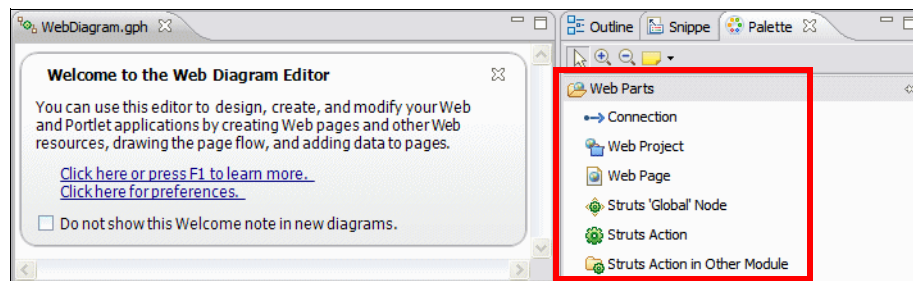 WebDiagram.gph
Outline Snippe Palette
Welcome to the Web Diagram Editor
You can use this editor to design, create, and modify your Web
and Portlet applications by creating Web pages and other Web
resources, drawing the page flow, and adding data to pages.
Click here or press F1 to learn more.
Click here for preferences.
Do not show this Welcome note in new diagrams.
Web Parts
Connection
Web Project
Web Page
Struts 'Global' Node
Struts Action
Struts Action in Other Module